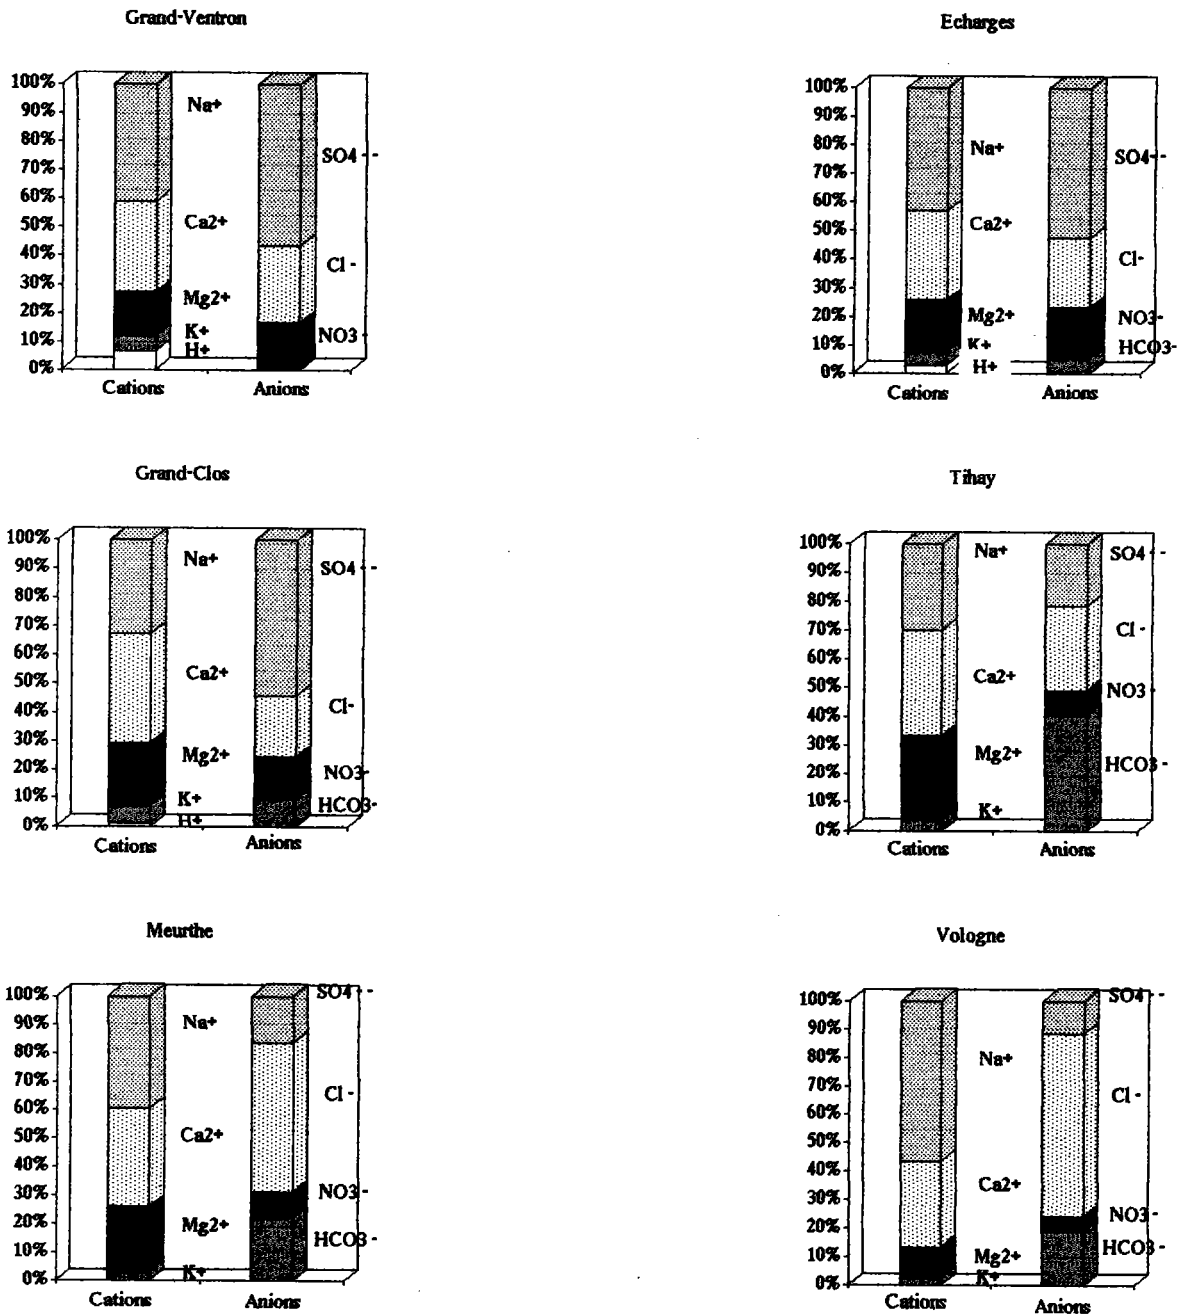 Grand-Ventron
100%
90%
80%
70%
60%
50%
40%
30%
20%
10%
0%
Na+
Ca2+
Mg2+
K+
H+
SO4 - -
Cl -
NO3 -
Cations
Anions
Echarges
100%
90%
80%
70%
60%
50%
40%
30%
20%
10%
0%
Na+
Ca2+
Mg2+
K+
H+
SO4 - -
Cl-
NO3-
HCO3-
Cations
Anions
Grand-Clos
100%
90%
80%
70%
60%
50%
40%
30%
20%
10%
0%
Na+
Ca2+
Mg2+
K+
H+
SO4 - -
Cl-
NO3-
HCO3-
Cations
Anions
Tihay
100%
90%
80%
70%
60%
50%
40%
30%
20%
10%
0%
Na+
Ca2+
Mg2+
K+
SO4 - -
Cl -
NO3 -
HCO3 -
Cations
Anions
Meurthe
100%
90%
80%
70%
60%
50%
40%
30%
20%
10%
0%
Na+
Ca2+
Mg2+
K+
SO4 - -
Cl -
NO3 -
HCO3 -
Cations
Anions
Vologne
100%
90%
80%
70%
60%
50%
40%
30%
20%
10%
0%
Na+
Ca2+
Mg2+
K+
SO4 - -
Cl -
NO3 -
HCO3 -
Cations
Anions